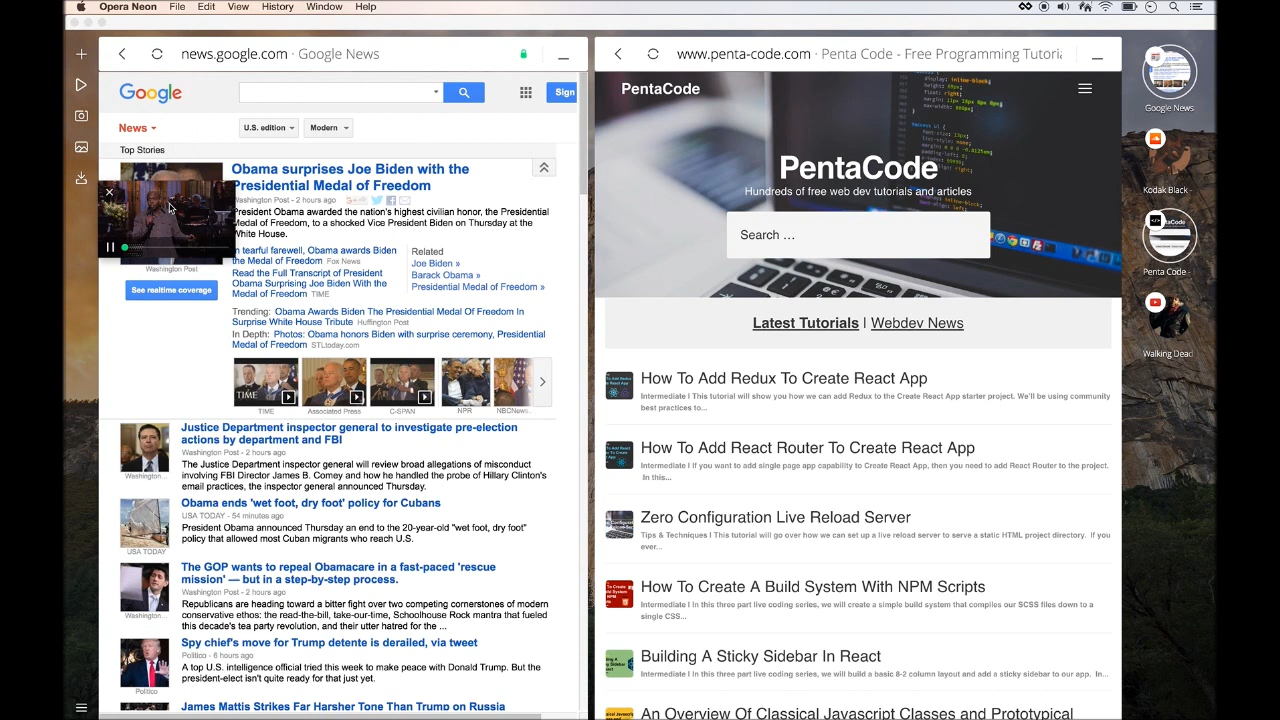 Opera Neon File Edit View History Window Help
news.google.com · Google News
Google
Sign
News
U.S. edition
Modern
Top Stories
Obama surprises Joe Biden with the
Presidential Medal of Freedom
Washington Post - 2 hours ago
President Obama awarded the nation's highest civilian honor, the Presidential
Medal of Freedom, to a shocked Vice President Biden on Thursday at the
White House.
n tearful farewell, Obama awards Biden
the Medal of Freedom Fox News
Read the Full Transcript of President
Obama Surprising Joe Biden With the
Medal of Freedom TIME
Related
Joe Biden »
Barack Obama »
Presidential Medal of Freedom »
Washington Post
See realtime coverage
Trending: Obama Awards Biden The Presidential Medal Of Freedom In
Surprise White House Tribute Huffington Post
In Depth: Photos: Obama honors Biden with surprise ceremony, Presidential
Medal of Freedom STLtoday.com
TIME
TIME
Associated Press
C-SPAN
NPR
NBCNews..
Justice Department inspector general to investigate pre-election
actions by department and FBI
Washington Post - 2 hours ago
The Justice Department inspector general will review broad allegations of misconduct
involving FBI Director James B. Comey and how he handled the probe of Hillary Clinton's
email practices, the inspector general announced Thursday.
Washington...
Obama ends 'wet foot, dry foot' policy for Cubans
USA TODAY - 54 minutes ago
President Obama announced Thursday an end to the 20-year-old "wet foot, dry foot"
policy that allowed most Cuban migrants who reach U.S.
USA TODAY
The GOP wants to repeal Obamacare in a fast-paced 'rescue
mission' — but in a step-by-step process.
Washington Post - 2 hours ago
Republicans are heading toward a bitter fight over two competing cornerstones of modern
conservative ethos: the read-the-bill, take-our-time, Schoolhouse Rock mantra that fueled
this decade's tea party revolution, and their utter hatred for the ...
Washington...
Spy chief's move for Trump detente is derailed, via tweet
Politico - 6 hours ago
A top U.S. intelligence official tried this week to make peace with Donald Trump. But the
president-elect isn't quite ready for that just yet.
Politico
James Mattis Strikes Far Harsher Tone Than Trump on Russia
www.penta-code.com · Penta Code - Free Programming Tutori
PentaCode
PentaCode
Hundreds of free web dev tutorials and articles
Search ...
Latest Tutorials | Webdev News
How To Add Redux To Create React App
Intermediate I This tutorial will show you how we can add Redux to the Create React App starter project. We'll be using community
best practices to...
How To Add React Router To Create React App
Intermediate I If you want to add single page app capability to Create React App, then you need to add React Router to the project.
In this...
Zero Configuration Live Reload Server
Tips & Techniques I This tutorial will go over how we can set up a live reload server to serve a static HTML project directory. If you
ever...
How To Create A Build System With NPM Scripts
Intermediate I In this three part live coding series, we will create a simple build system that compiles our SCSS files down to a
single CSS...
Building A Sticky Sidebar In React
Intermediate I In this three part live coding series, we will build a basic 8-2 column layout and add a sticky sidebar to our app. In...
An Overview Of Classical Javascript Classes and Prototypical
Google News
Kodak Black -
Penta Code -
Walking Dead